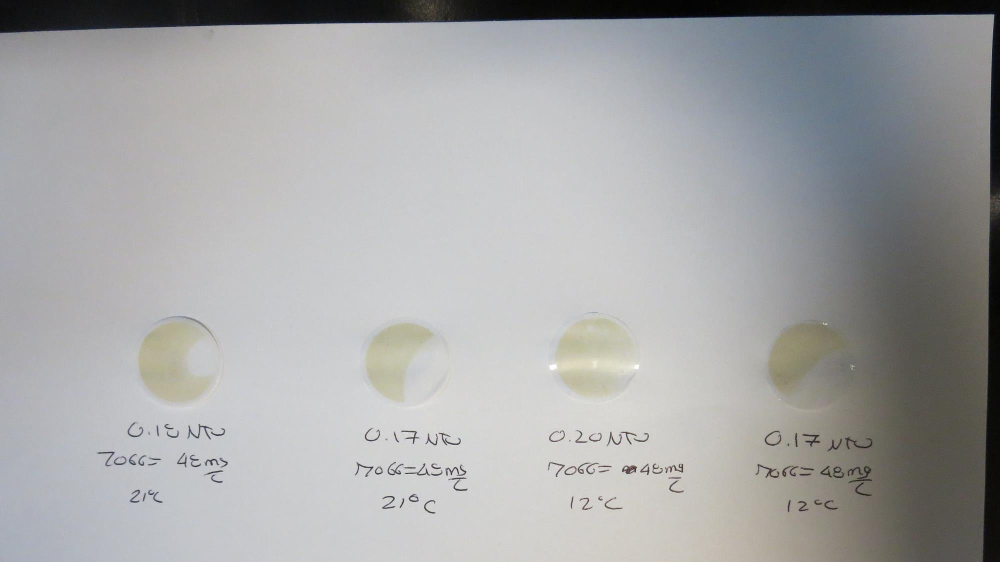 0.18 NTU
7066= 48 mg/L
21°C
0.17 NTU
7066=48 mg/L
21°C
0.20 NTU
7066= 48 mg/L
12°C
0.17 NTU
7066= 48 mg/L
12°C